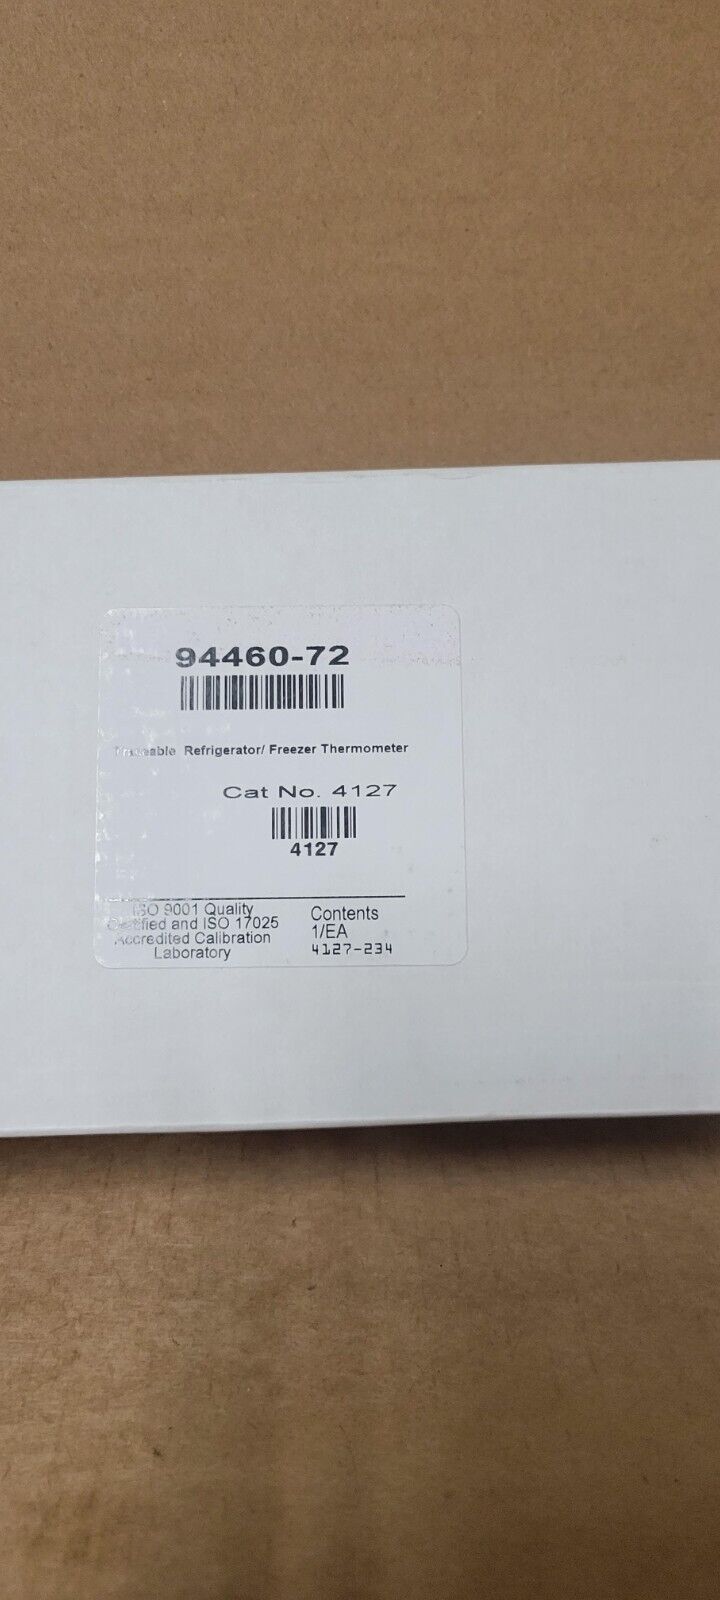 94460-72
Traceable Refrigerator/ Freezer Thermometer
Cat No. 4127
4127
ISO 9001 Quality
Certified and ISO 17025
Accredited Calibration
Laboratory
Contents
1/EA
4127-234